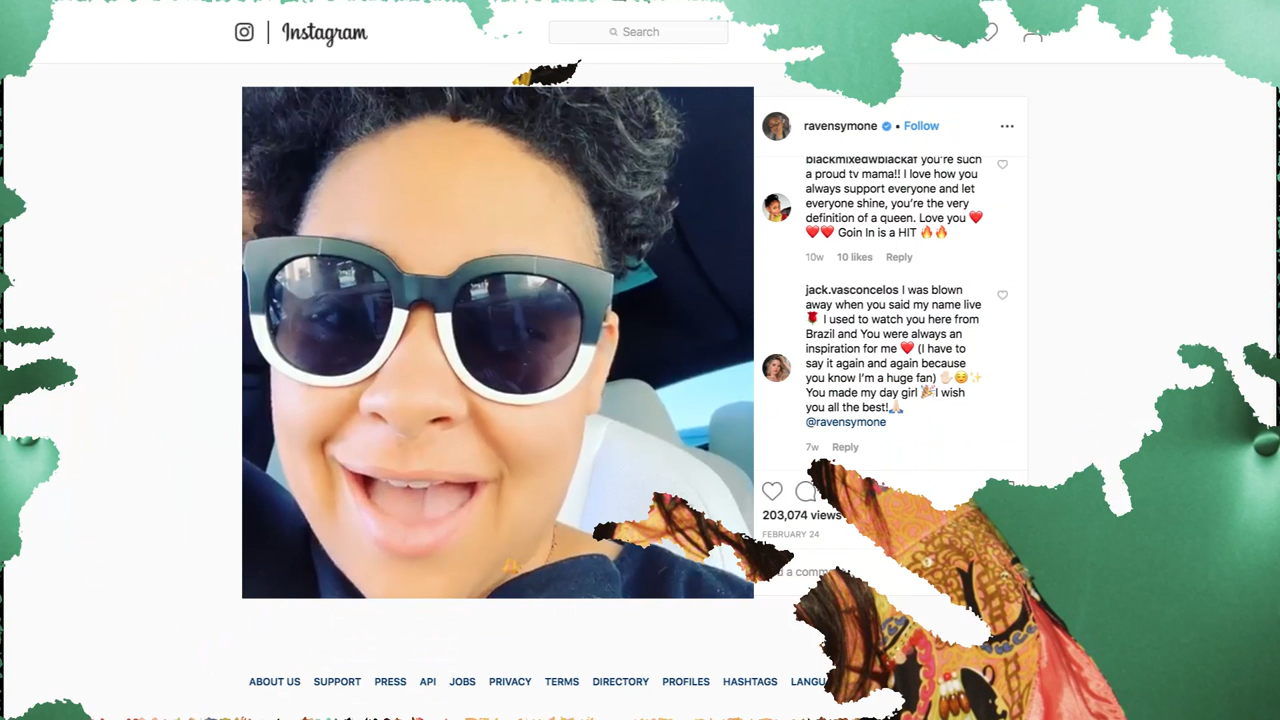 Instagram
Search
ravensymone • Follow
blackmixedwblackaf you're such
a proud tv mama!! I love how you
always support everyone and let
everyone shine, you're the very
definition of a queen. Love you ❤️
❤️❤️ Goin In is a HIT 🔥🔥
10w 10 likes Reply
jack.vasconcelos I was blown
away when you said my name live
🌹 I used to watch you here from
Brazil and You were always an
inspiration for me ❤️ (I have to
say it again and again because
you know I'm a huge fan) ✋🏻😌✨
You made my day girl 🎉I wish
you all the best!🙏🏻
@ravensymone
7w Reply
203,074 views
FEBRUARY 24
a comm
ABOUT US SUPPORT PRESS API JOBS PRIVACY TERMS DIRECTORY PROFILES HASHTAGS LANGU